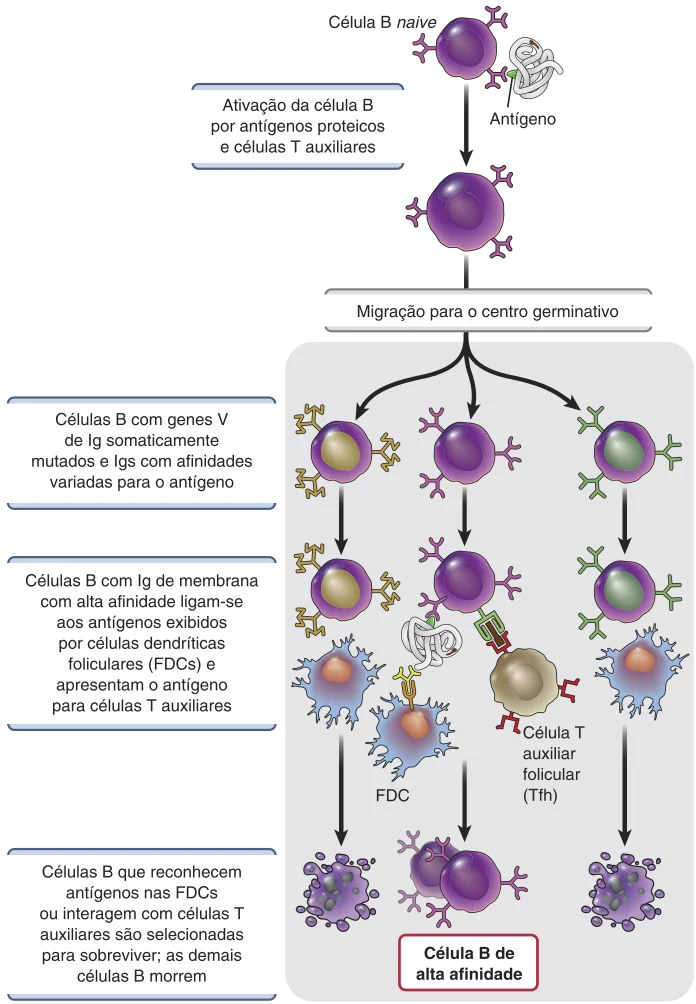 Célula B naive
Antígeno
Ativação da célula B
por antígenos proteicos
e células T auxiliares
Migração para o centro germinativo
Células B com genes V
de Ig somaticamente
mutados e Igs com afinidades
variadas para o antígeno
Células B com Ig de membrana
com alta afinidade ligam-se
aos antígenos exibidos
por células dendríticas
foliculares (FDCs) e
apresentam o antígeno
para células T auxiliares
Célula T
auxiliar
folicular
(Tfh)
FDC
Células B que reconhecem
antígenos nas FDCs
ou interagem com células T
auxiliares são selecionadas
para sobreviver; as demais
células B morrem
Célula B de
alta afinidade